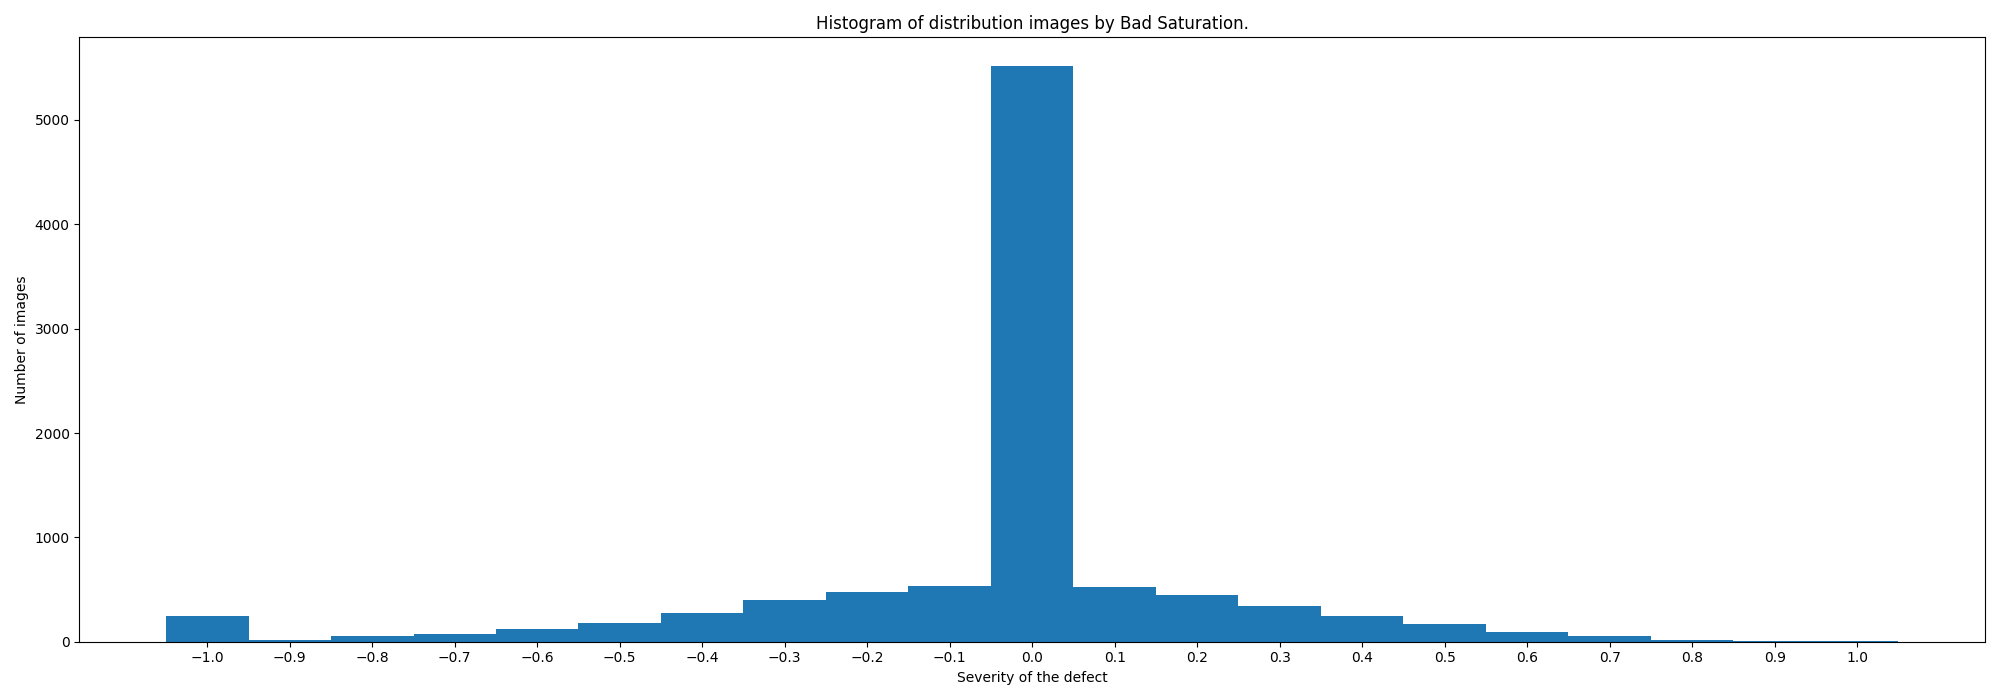 Histogram of distribution images by Bad Saturation.
Number of images
5000
4000
3000
2000
1000
0
−1.0 −0.9 −0.8 −0.7 −0.6 −0.5 −0.4 −0.3 −0.2 −0.1 0.0 0.1 0.2 0.3 0.4 0.5 0.6 0.7 0.8 0.9 1.0
Severity of the defect